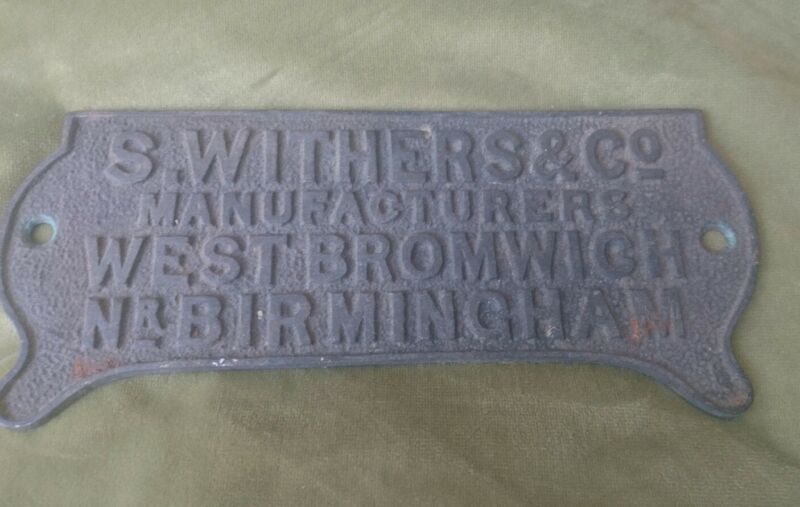 S. WITHERS & Cº
MANUFACTURERS
WEST BROMWICH
NR BIRMINGHAM